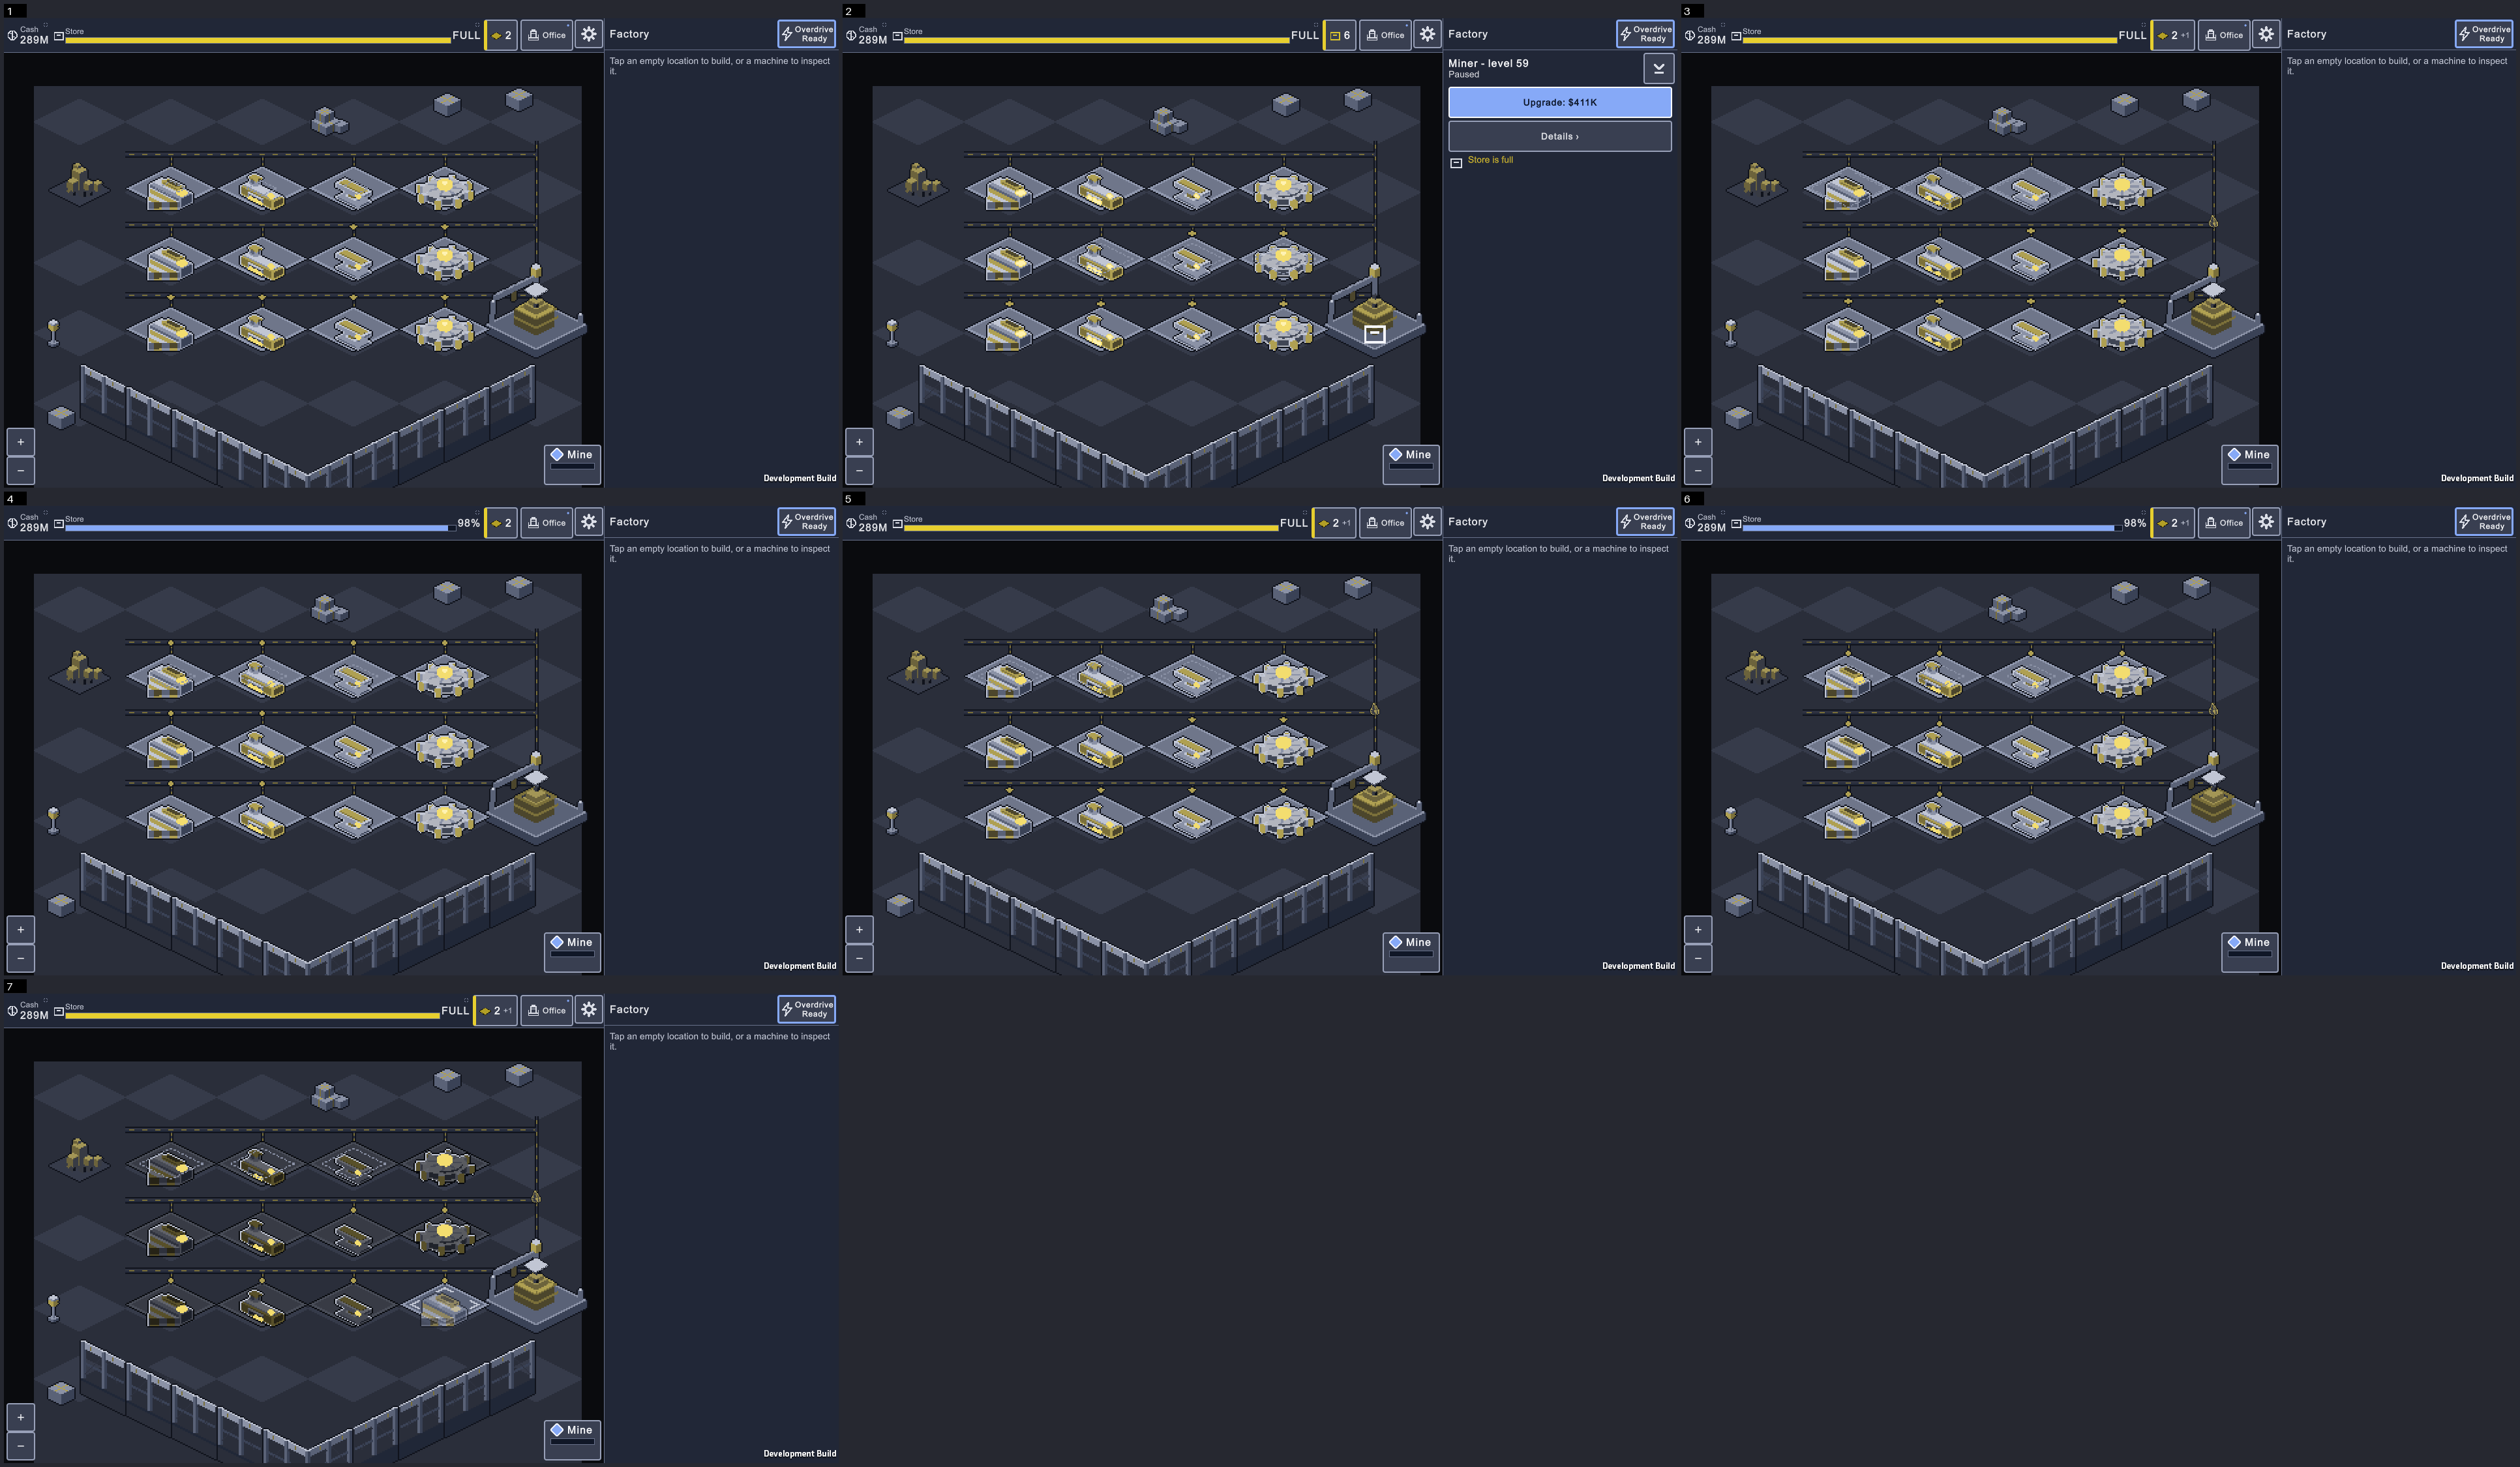 1
Cash
289M
Store
FULL
2
Office
Factory
Overdrive
Ready
Tap an empty location to build, or a machine to inspect
it.
+
−
Mine
Development Build
2
Cash
289M
Store
FULL
6
Office
Factory
Overdrive
Ready
Miner - level 59
Paused
Upgrade: $411K
Details ›
Store is full
+
−
Mine
Development Build
3
Cash
289M
Store
FULL
2 +1
Office
Factory
Overdrive
Ready
Tap an empty location to build, or a machine to inspect
it.
+
−
Mine
Development Build
4
Cash
289M
Store
98%
2
Office
Factory
Overdrive
Ready
Tap an empty location to build, or a machine to inspect
it.
+
−
Mine
Development Build
5
Cash
289M
Store
FULL
2 +1
Office
Factory
Overdrive
Ready
Tap an empty location to build, or a machine to inspect
it.
+
−
Mine
Development Build
6
Cash
289M
Store
98%
2 +1
Office
Factory
Overdrive
Ready
Tap an empty location to build, or a machine to inspect
it.
+
−
Mine
Development Build
7
Cash
289M
Store
FULL
2 +1
Office
Factory
Overdrive
Ready
Tap an empty location to build, or a machine to inspect
it.
+
−
Mine
Development Build